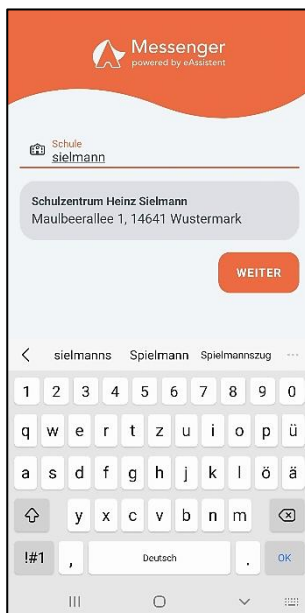 Messenger
powered by eAssistent
Schule
sielmann
Schulzentrum Heinz Sielmann
Maulbeerallee 1, 14641 Wustermark
WEITER
sielmanns Spielmann Spielmannszug ...
1 2 3 4 5 6 7 8 9 0
q w e r t z u i o p ü
a s d f g h j k l ö ä
y x c v b n m
!#1 , Deutsch . OK